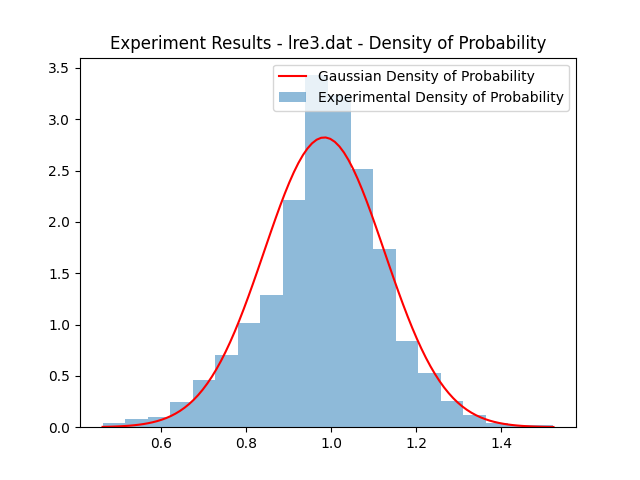 Experiment Results - lre3.dat - Density of Probability
Gaussian Density of Probability
Experimental Density of Probability
3.5
3.0
2.5
2.0
1.5
1.0
0.5
0.0
0.6 0.8 1.0 1.2 1.4